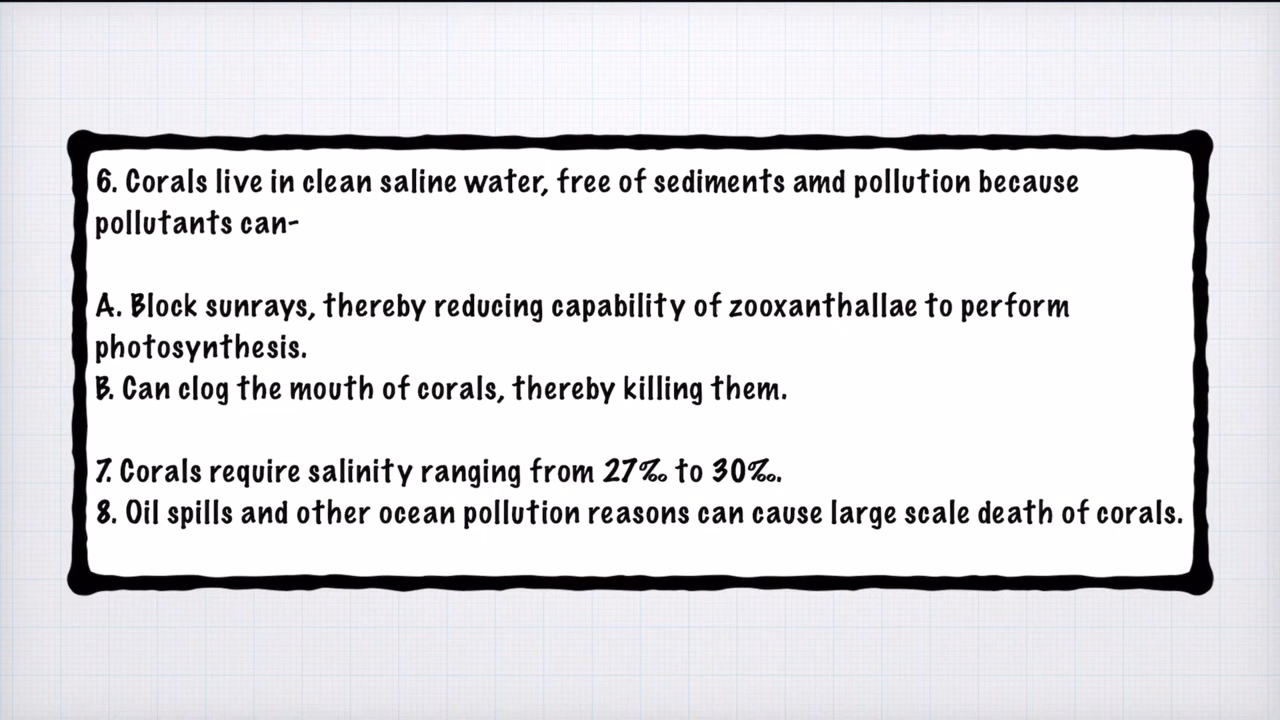 6. Corals live in clean saline water, free of sediments amd pollution because
pollutants can-
A. Block sunrays, thereby reducing capability of zooxanthallae to perform
photosynthesis.
B. Can clog the mouth of corals, thereby killing them.
7. Corals require salinity ranging from 27‰ to 30‰.
8. Oil spills and other ocean pollution reasons can cause large scale death of corals.